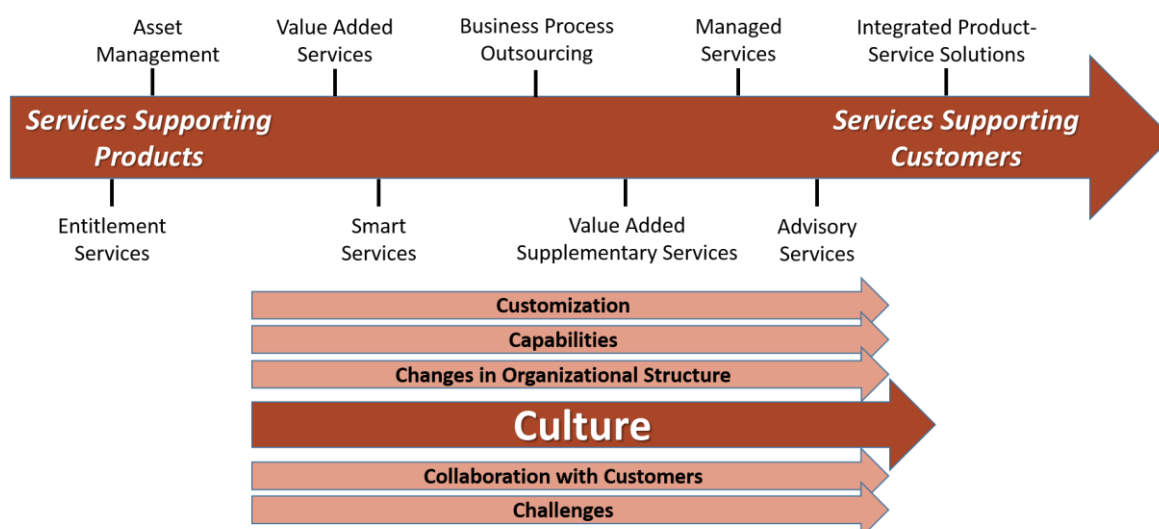 Asset
Management
Value Added
Services
Business Process
Outsourcing
Managed
Services
Integrated Product-
Service Solutions
Services Supporting
Products
Services Supporting
Customers
Entitlement
Services
Smart
Services
Value Added
Supplementary Services
Advisory
Services
Customization
Capabilities
Changes in Organizational Structure
Culture
Collaboration with Customers
Challenges